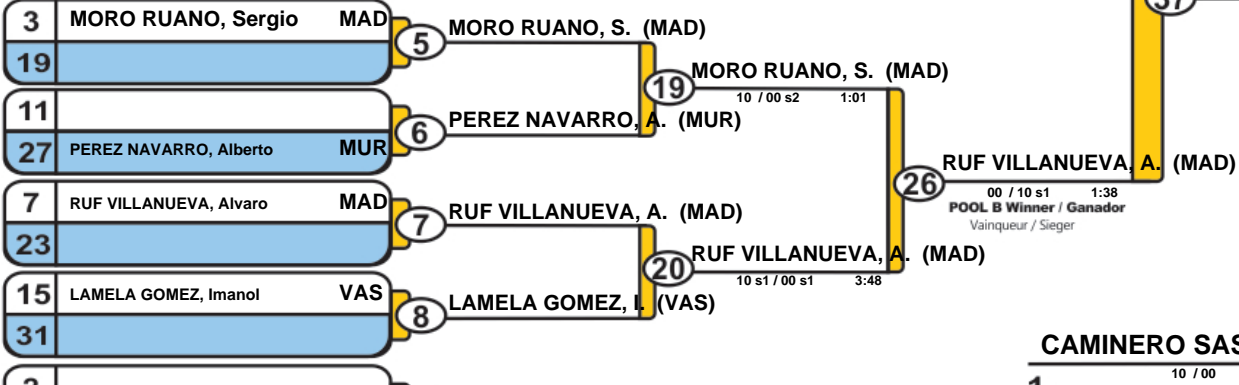 3 MORO RUANO, Sergio MAD
19
11
27 PEREZ NAVARRO, Alberto MUR
7 RUF VILLANUEVA, Alvaro MAD
23
15 LAMELA GOMEZ, Imanol VAS
31
5 MORO RUANO, S. (MAD)
6 PEREZ NAVARRO, A. (MUR)
7 RUF VILLANUEVA, A. (MAD)
8 LAMELA GOMEZ, I. (VAS)
19 MORO RUANO, S. (MAD)
10 / 00 s2 1:01
20 RUF VILLANUEVA, A. (MAD)
10 s1 / 00 s1 3:48
26 RUF VILLANUEVA, A. (MAD)
00 / 10 s1 1:38
POOL B Winner / Ganador
Vainqueur / Sieger
37
CAMINERO SAS
10 / 00